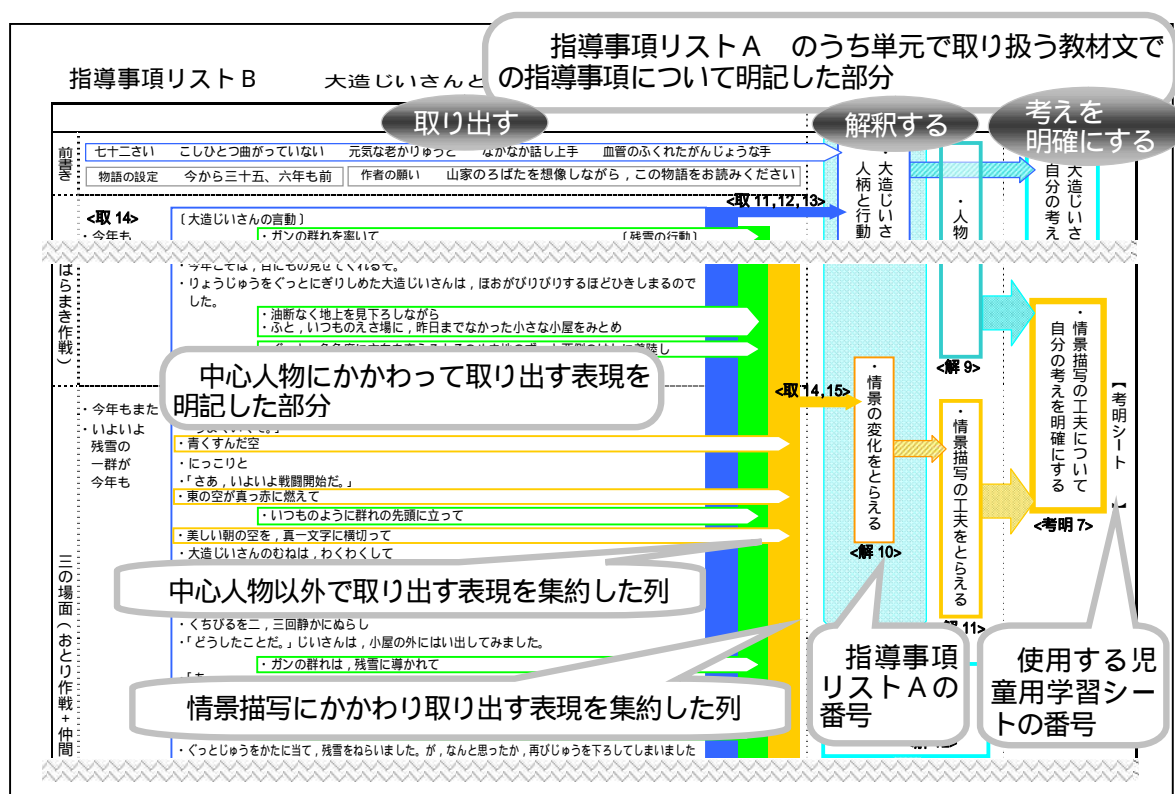 指導事項リストＡ　のうち単元で取り扱う教材文で
の指導事項について明記した部分
指導事項リストＢ　大造じいさんと
取り出す
解釈する
考えを
明確にする
前書き
七十二さい　こしひとつ曲がっていない　元気な老かりゅうど　なかなか話し上手　血管のふくれたがんじょうな手
物語の設定　今から三十五、六年も前
作者の願い　山家のろばたを想像しながら，この物語をお読みください
<取 14>
・今年も
〔大造じいさんの言動〕
・ガンの群れを率いて
〔残雪の行動〕
<取 11,12,13>
・大造じいさ
人柄と行動
・人物
大造じいさ
自分の考え
はらまき作戦）
・今年こそは，目にもの見せてくれるぞ。
・りょうじゅうをぐっとにぎりしめた大造じいさんは，ほおがびりびりするほどひきしまるので
した。
・油断なく地上を見下ろしながら
・ふと，いつものえさ場に，昨日までなかった小さな小屋をみとめ
中心人物にかかわって取り出す表現を
明記した部分
<解 9>
<取 14,15>
・情景の変化をとらえる
<解 10>
・情景描写の工夫をとらえる
解 11>
・情景描写の工夫について
自分の考えを明確にする
<考明 7>
【考明シート　】
三の場面（おとり作戦＋仲間
・今年もまた
・いよいよ
残雪の
一群が
今年も
・青くすんだ空
・にっこりと
・「さあ，いよいよ戦闘開始だ。」
・東の空が真っ赤に燃えて
・いつものように群れの先頭に立って
・美しい朝の空を，真一文字に横切って
・大造じいさんのむねは，わくわくして
中心人物以外で取り出す表現を集約した列
・くちびるを二，三回静かにぬらし
・「どうしたことだ。」じいさんは，小屋の外にはい出してみました。
・ガンの群れは，残雪に導かれて
情景描写にかかわり取り出す表現を集約した列
・ぐっとじゅうをかたに当て，残雪をねらいました。が，なんと思ったか，再びじゅうを下ろしてしまいました
指導事項
リストＡの
番号
使用する児
童用学習シー
トの番号